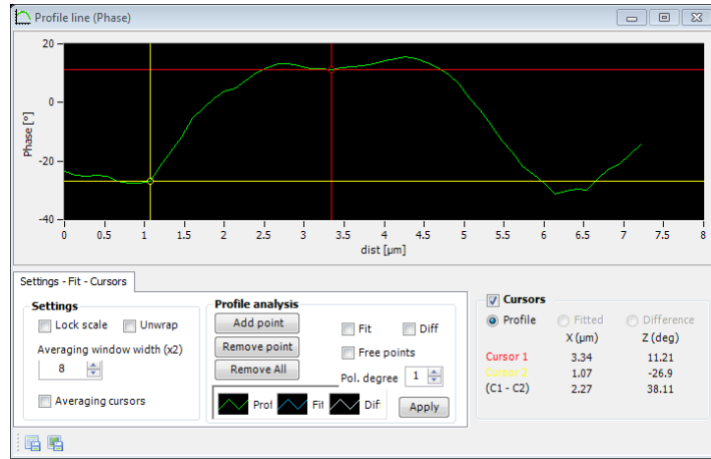 Profile line (Phase)
20
0
-20
-40
Phase [°]
0 0.5 1 1.5 2 2.5 3 3.5 4 4.5 5 5.5 6 6.5 7 7.5 8
dist [µm]
Settings - Fit - Cursors
Settings
Lock scale Unwrap
Averaging window width (x2)
8
Averaging cursors
Profile analysis
Add point
Remove point
Remove All
Fit Diff
Free points
Pol. degree 1
Prof Fit Dif
Apply
Cursors
Profile Fitted Difference
X (µm) Z (deg)
Cursor 1 3.34 11.21
Cursor 2 1.07 -26.9
(C1 - C2) 2.27 38.11